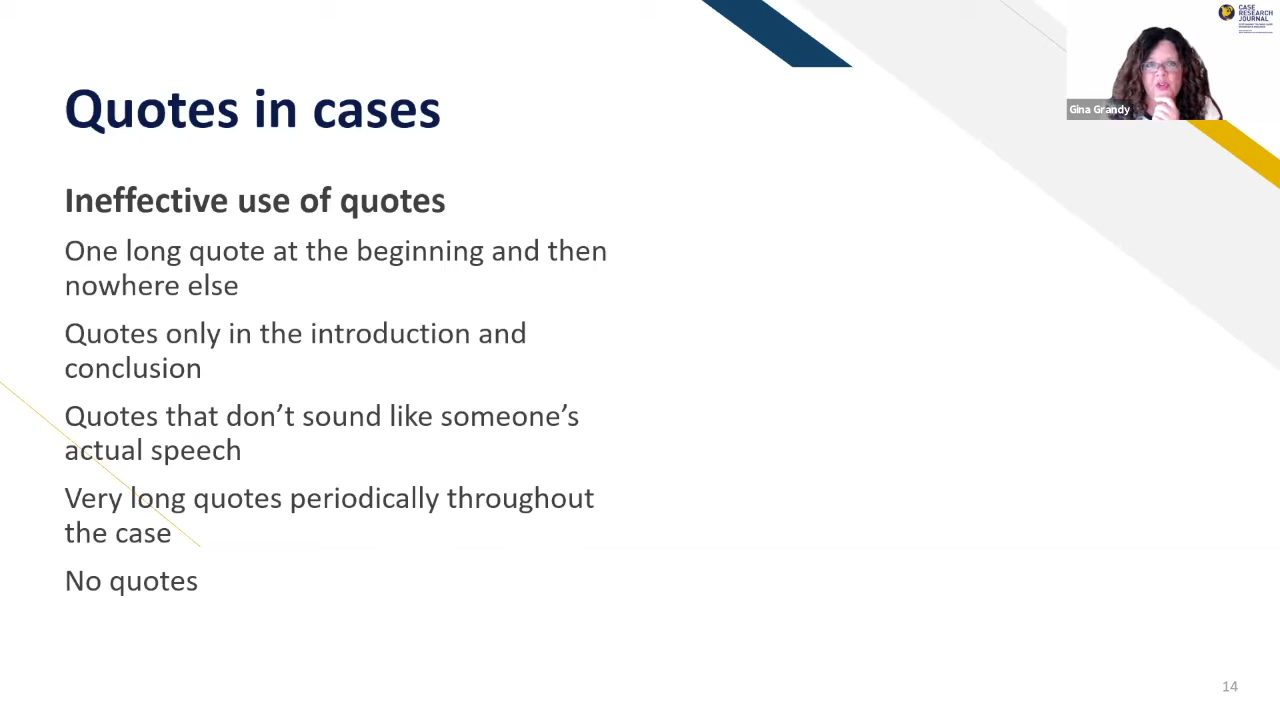 CASE
RESEARCH
JOURNAL
Gina Grandy
Quotes in cases
Ineffective use of quotes
One long quote at the beginning and then
nowhere else
Quotes only in the introduction and
conclusion
Quotes that don’t sound like someone’s
actual speech
Very long quotes periodically throughout
the case
No quotes
14